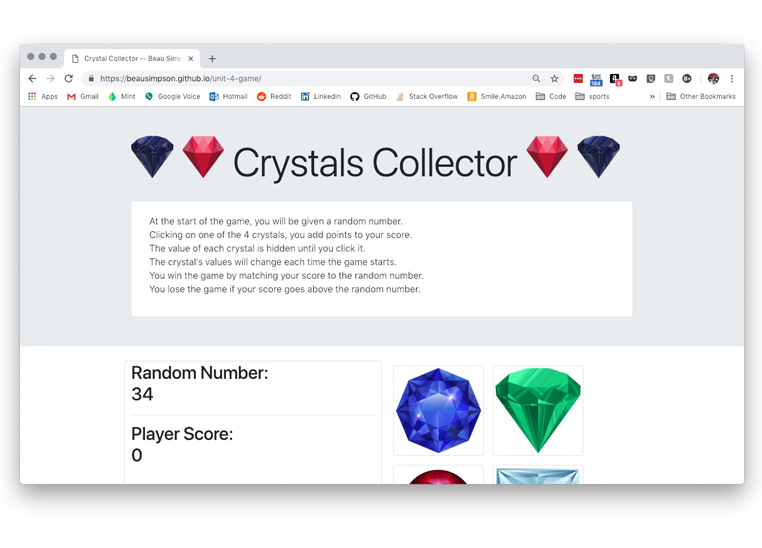 Crystal Collector -- Beau Simp
https://beausimpson.github.io/unit-4-game/
184
8
Apps Gmail Mint Google Voice Hotmail Reddit LinkedIn GitHub Stack Overflow Smile.Amazon Code sports » Other Bookmarks
Crystals Collector
At the start of the game, you will be given a random number.
Clicking on one of the 4 crystals, you add points to your score.
The value of each crystal is hidden until you click it.
The crystal's values will change each time the game starts.
You win the game by matching your score to the random number.
You lose the game if your score goes above the random number.
Random Number:
34
Player Score:
0